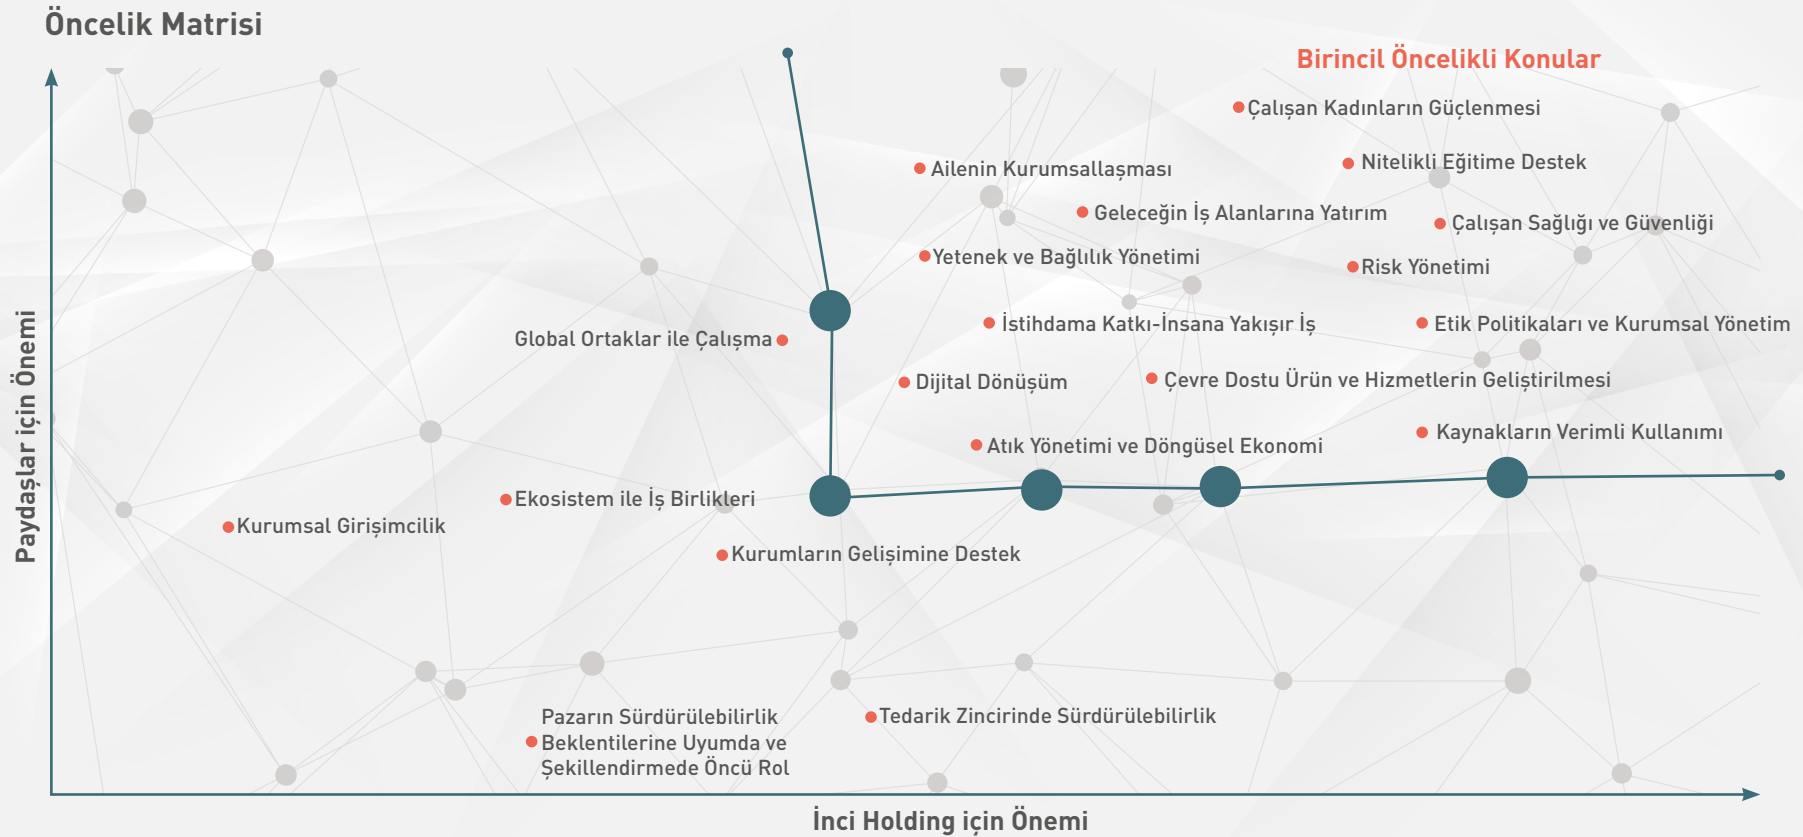 Öncelik Matrisi
Birincil Öncelikli Konular
Çalışan Kadınların Güçlenmesi
Nitelikli Eğitime Destek
Ailenin Kurumsallaşması
Geleceğin İş Alanlarına Yatırım
Çalışan Sağlığı ve Güvenliği
Yetenek ve Bağlılık Yönetimi
Risk Yönetimi
İstihdama Katkı-İnsana Yakışır İş
Etik Politikaları ve Kurumsal Yönetim
Global Ortaklar ile Çalışma
Dijital Dönüşüm
Çevre Dostu Ürün ve Hizmetlerin Geliştirilmesi
Kaynakların Verimli Kullanımı
Atık Yönetimi ve Döngüsel Ekonomi
Paydaşlar için Önemi
Ekosistem ile İş Birlikleri
Kurumsal Girişimcilik
Kurumların Gelişimine Destek
Pazarın Sürdürülebilirlik
Beklentilerine Uyumda ve
Şekillendirmede Öncü Rol
Tedarik Zincirinde Sürdürülebilirlik
İnci Holding için Önemi